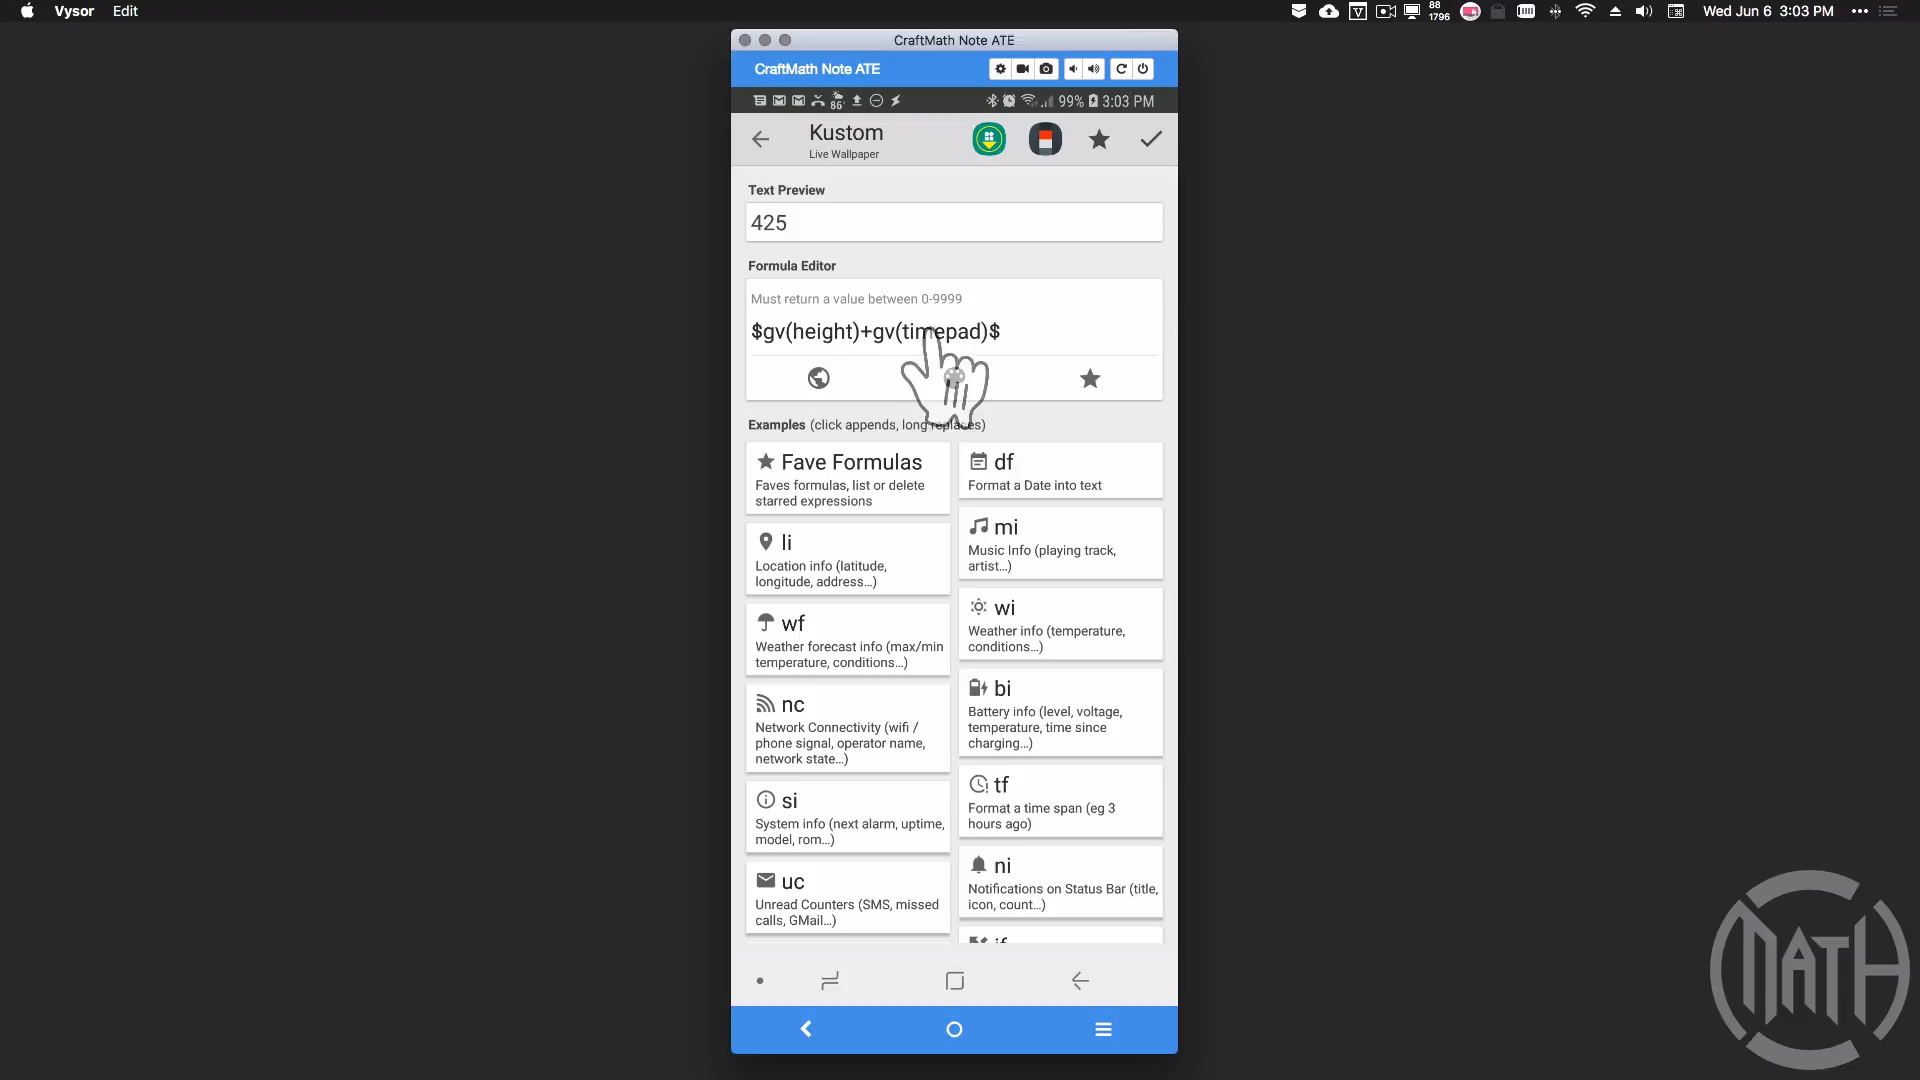 Vysor Edit
88
1796
Wed Jun 6 3:03 PM
CraftMath Note ATE
CraftMath Note ATE
86°
99% 3:03 PM
Kustom
Live Wallpaper
Text Preview
425
Formula Editor
Must return a value between 0-9999
$gv(height)+gv(timepad)$
Examples (click appends, long replaces)
Fave Formulas
Faves formulas, list or delete
starred expressions
df
Format a Date into text
li
Location info (latitude,
longitude, address...)
mi
Music Info (playing track,
artist...)
wf
Weather forecast info (max/min
temperature, conditions...)
wi
Weather info (temperature,
conditions...)
nc
Network Connectivity (wifi /
phone signal, operator name,
network state...)
bi
Battery info (level, voltage,
temperature, time since
charging...)
si
System info (next alarm, uptime,
model, rom...)
tf
Format a time span (eg 3
hours ago)
uc
Unread Counters (SMS, missed
calls, GMail...)
ni
Notifications on Status Bar (title,
icon, count...)
MATH